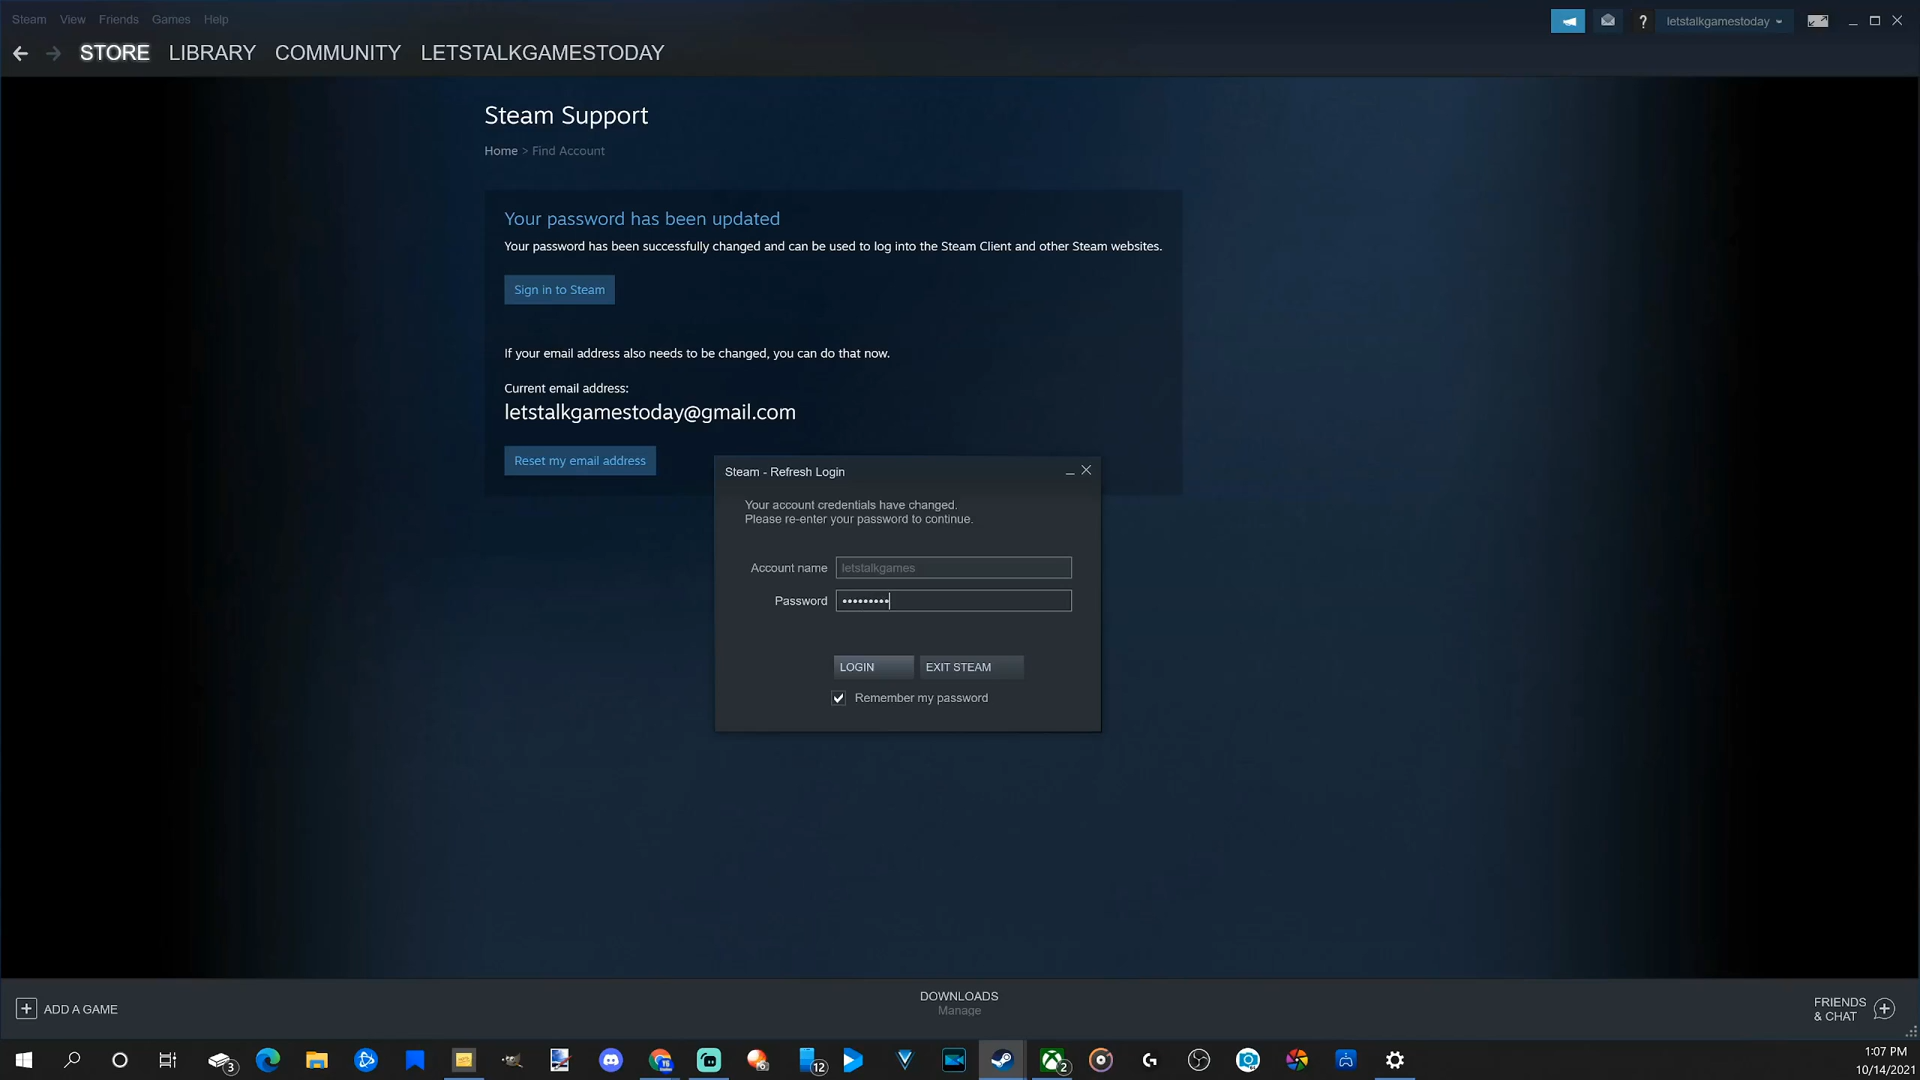 Steam View Friends Games Help
letstalkgamestoday
STORE LIBRARY COMMUNITY LETSTALKGAMESTODAY
Steam Support
Home > Find Account
Your password has been updated
Your password has been successfully changed and can be used to log into the Steam Client and other Steam websites.
Sign in to Steam
If your email address also needs to be changed, you can do that now.
Current email address:
letstalkgamestoday@gmail.com
Reset my email address
Steam - Refresh Login
Your account credentials have changed.
Please re-enter your password to continue.
Account name letstalkgames
Password •••••••••
LOGIN EXIT STEAM
Remember my password
+ ADD A GAME
DOWNLOADS
Manage
FRIENDS
& CHAT
3
12
2
1:07 PM
10/14/2021